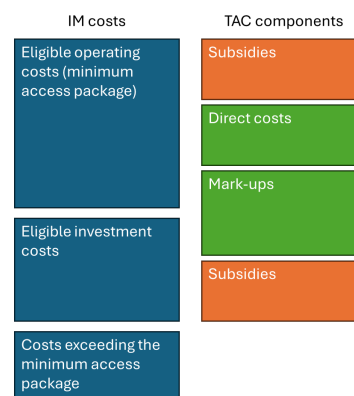 IM costs
Eligible operating
costs (minimum
access package)
Eligible investment
costs
Costs exceeding the
minimum access
package
TAC components
Subsidies
Direct costs
Mark-ups
Subsidies